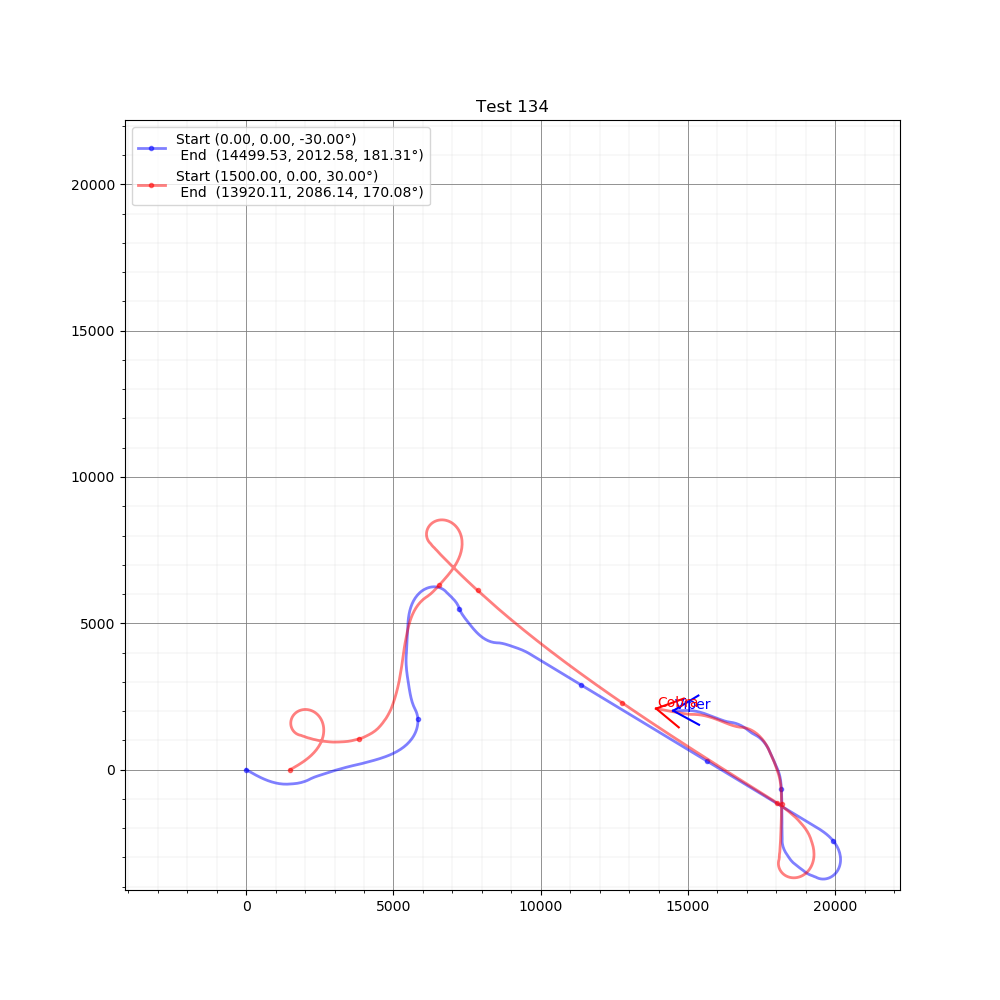 Test 134
Start (0.00, 0.00, -30.00°)
End (14499.53, 2012.58, 181.31°)
Start (1500.00, 0.00, 30.00°)
End (13920.11, 2086.14, 170.08°)
20000
15000
10000
5000
0
0
5000
10000
15000
20000